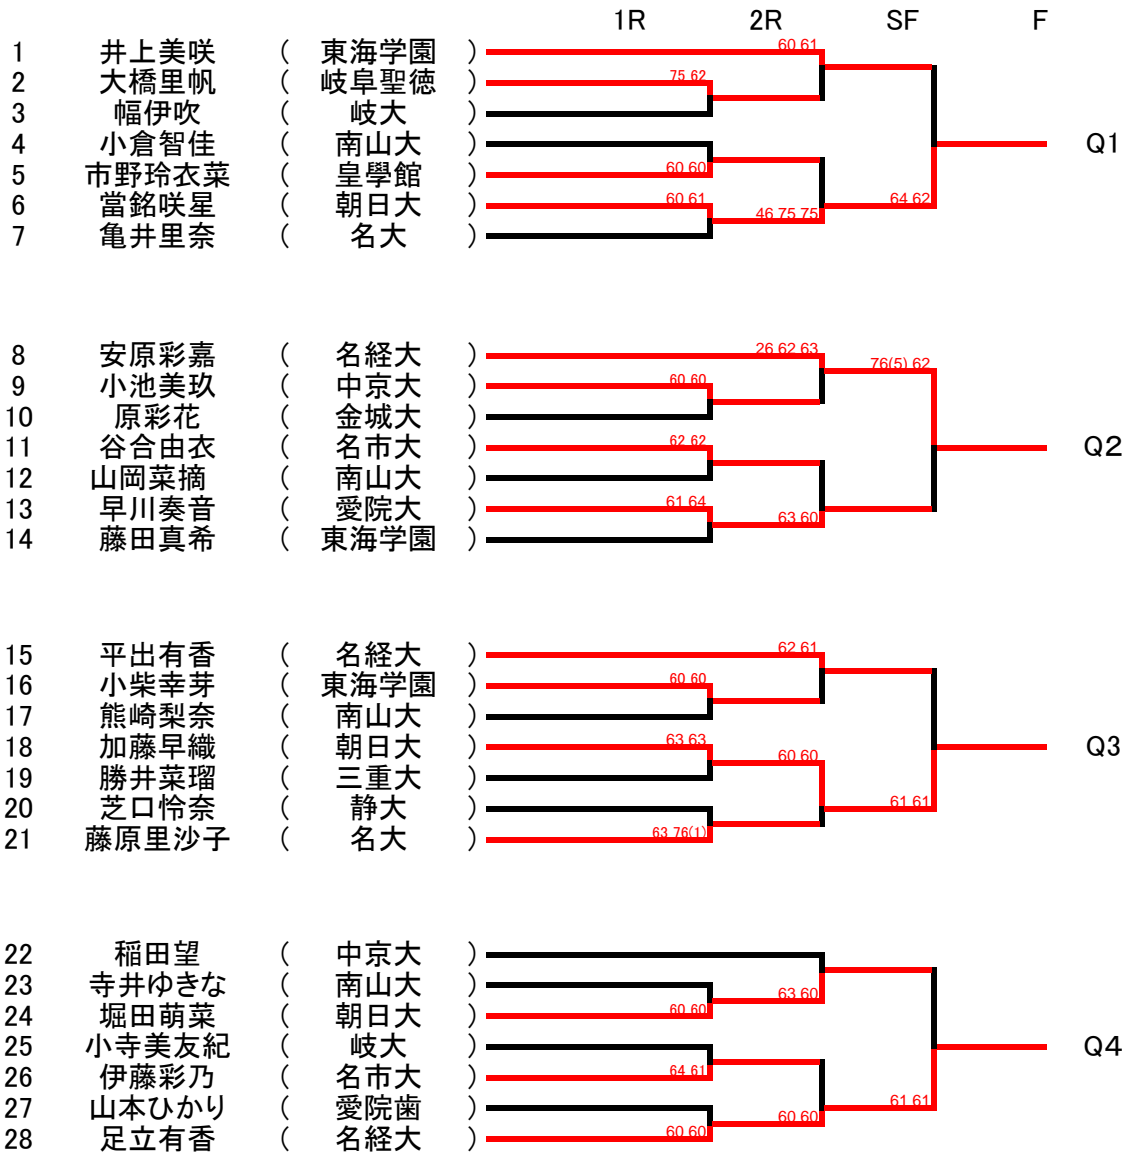 1R 2R SF F
1 井上美咲 ( 東海学園 ) 60 61
2 大橋里帆 ( 岐阜聖徳 ) 75 62
3 幅伊吹 ( 岐大 )
4 小倉智佳 ( 南山大 ) Q1
5 市野玲衣菜 ( 皇學館 ) 60 60
6 當銘咲星 ( 朝日大 ) 60 61 46 75 75 64 62
7 亀井里奈 ( 名大 )
8 安原彩嘉 ( 名経大 ) 26 62 63 76(5) 62
9 小池美玖 ( 中京大 ) 60 60
10 原彩花 ( 金城大 )
11 谷合由衣 ( 名市大 ) 62 62 Q2
12 山岡菜摘 ( 南山大 )
13 早川奏音 ( 愛院大 ) 61 64 63 60
14 藤田真希 ( 東海学園 )
15 平出有香 ( 名経大 ) 62 61
16 小柴幸芽 ( 東海学園 ) 60 60
17 熊崎梨奈 ( 南山大 )
18 加藤早織 ( 朝日大 ) 63 63 60 60 Q3
19 勝井菜瑠 ( 三重大 )
20 芝口怜奈 ( 静大 ) 61 61
21 藤原里沙子 ( 名大 ) 63 76(1)
22 稲田望 ( 中京大 )
23 寺井ゆきな ( 南山大 ) 63 60
24 堀田萌菜 ( 朝日大 ) 60 60
25 小寺美友紀 ( 岐大 ) Q4
26 伊藤彩乃 ( 名市大 ) 64 61
27 山本ひかり ( 愛院歯 ) 60 60 61 61
28 足立有香 ( 名経大 ) 60 60